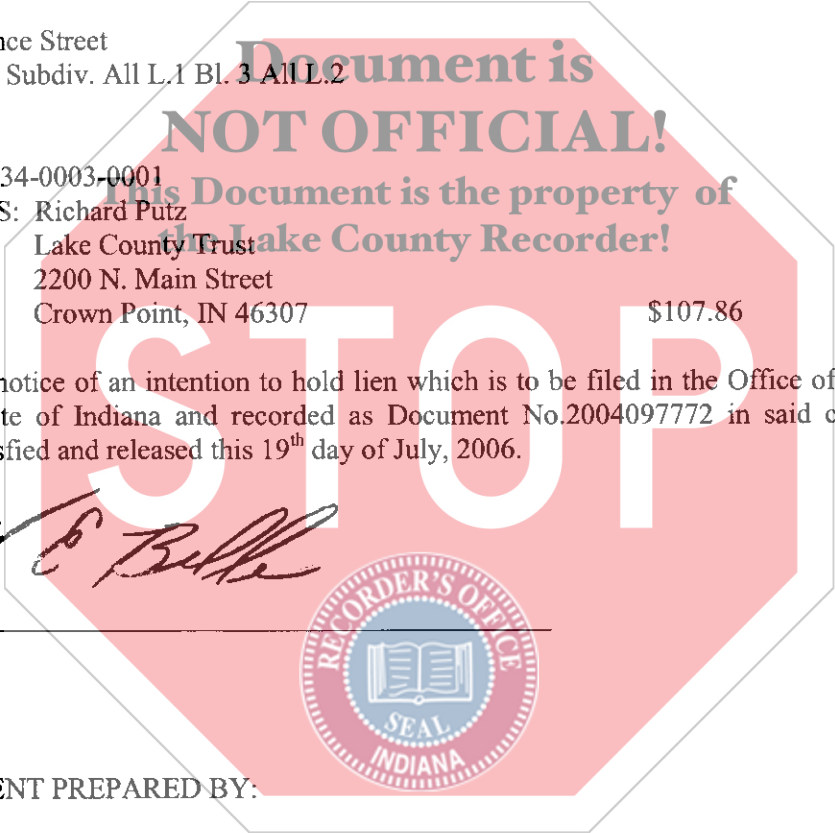 nce Street
Subdiv. All L.1 Bl. 3 All L.2
Document is
NOT OFFICIAL!
This Document is the property of
the Lake County Recorder!
34-0003-0001
S: Richard Putz
Lake County Trust
2200 N. Main Street
Crown Point, IN 46307 $107.86
STOP
notice of an intention to hold lien which is to be filed in the Office of
te of Indiana and recorded as Document No.2004097772 in said c
sfied and released this 19th day of July, 2006.
RECORDER'S OFFICE
SEAL
INDIANA
ENT PREPARED BY: